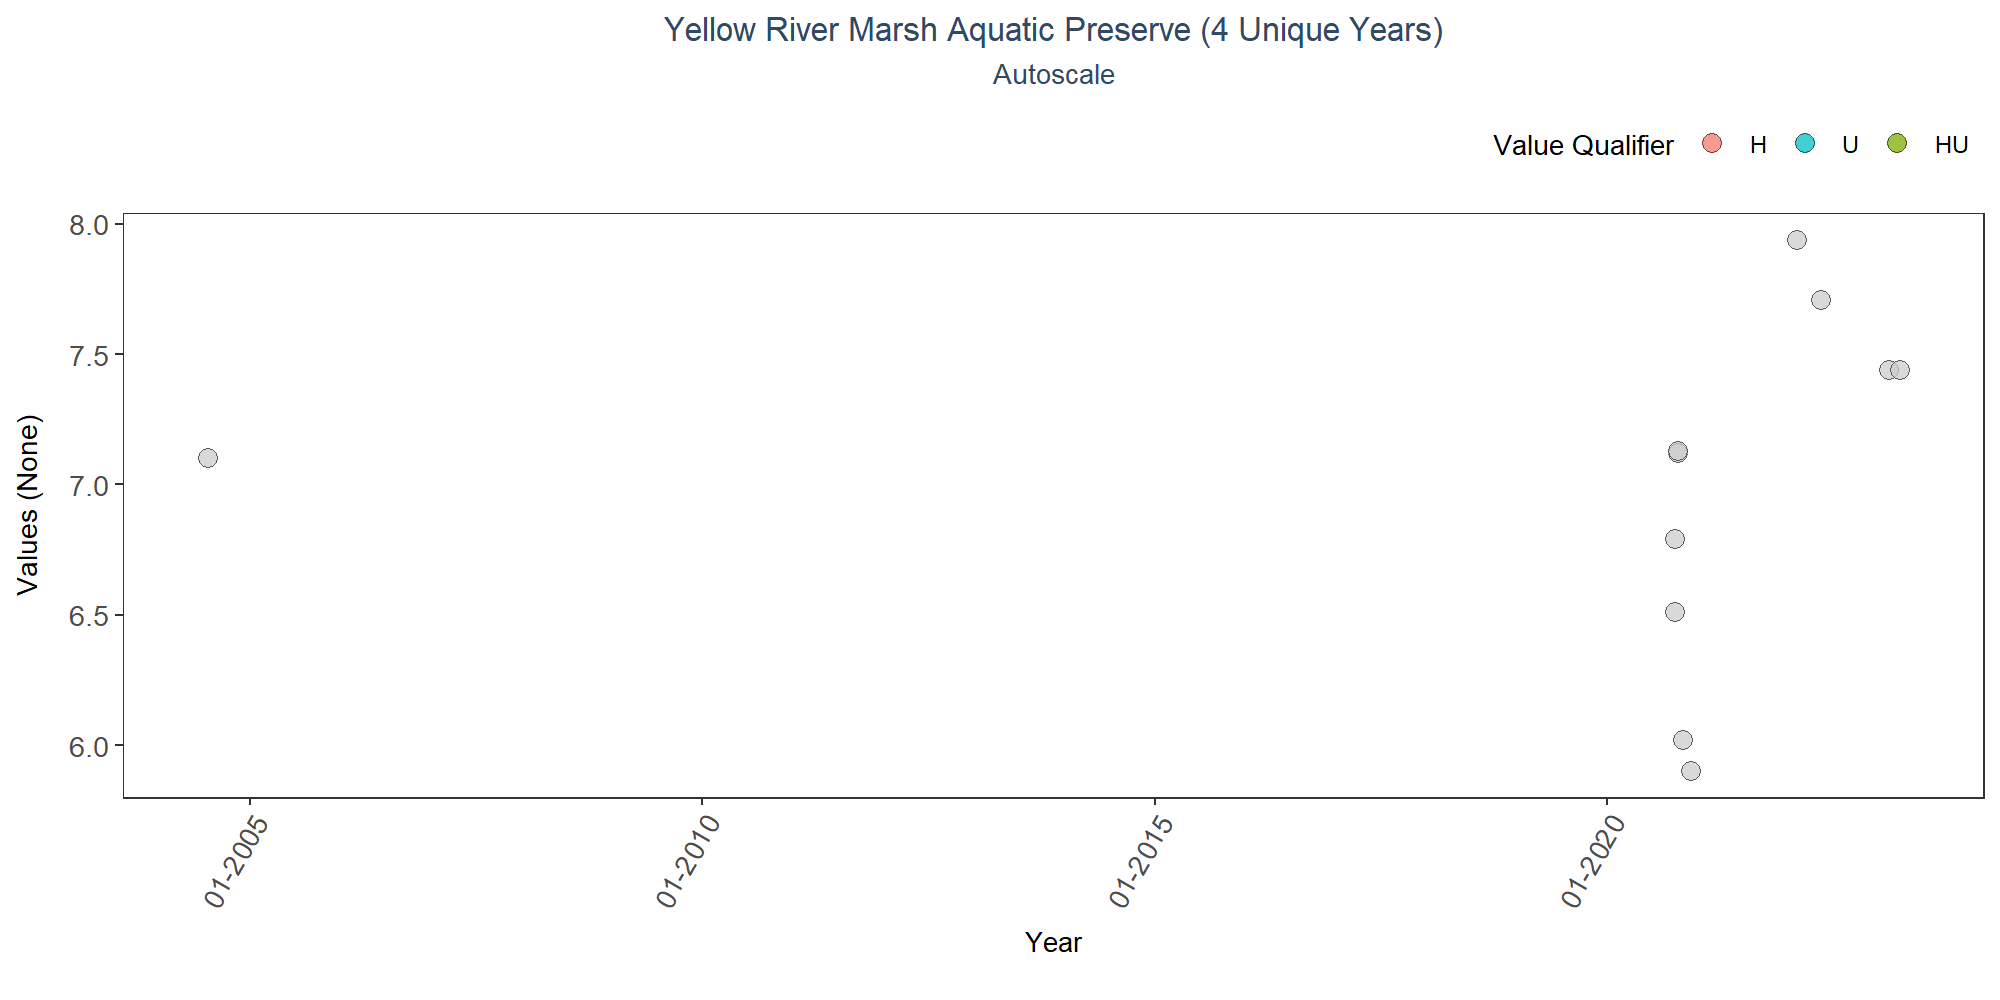 Yellow River Marsh Aquatic Preserve (4 Unique Years)
Autoscale
Value Qualifier H U HU
Values (None)
8.0
7.5
7.0
6.5
6.0
01-2005 01-2010 01-2015 01-2020
Year